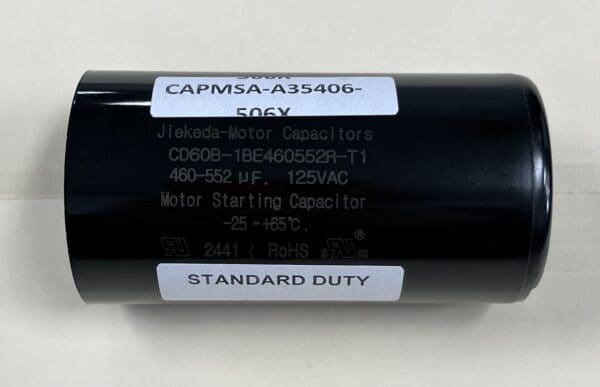 CAPMSA-A35406-
506X
Jiekeda-Motor Capacitors
CD60B-1BE460552R-T1
460-552 μF. 125VAC
Motor Starting Capacitor
-25-+65℃.
2441 RoHS ®
STANDARD DUTY